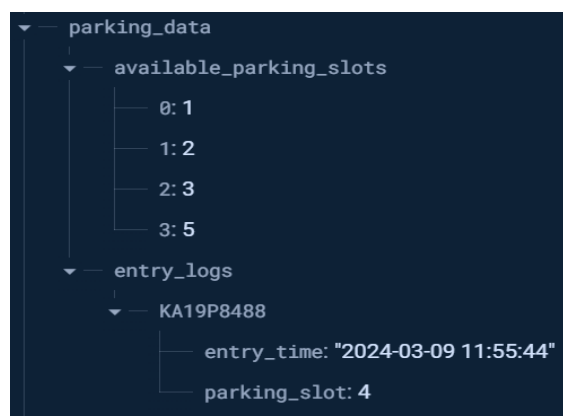 parking_data
available_parking_slots
0: 1
1: 2
2: 3
3: 5
entry_logs
KA19P8488
entry_time: "2024-03-09 11:55:44"
parking_slot: 4